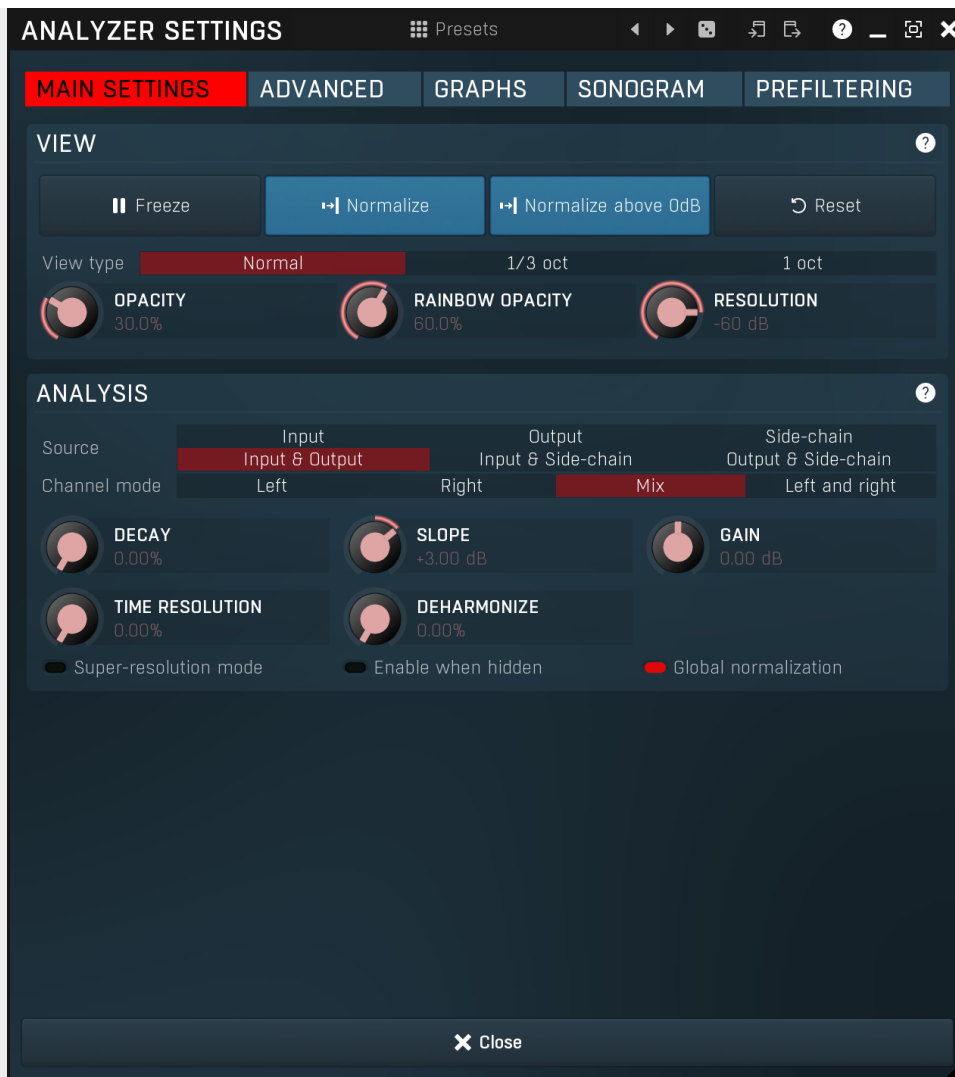 ANALYZER SETTINGS Presets ?
MAIN SETTINGS ADVANCED GRAPHS SONOGRAM PREFILTERING
VIEW ?
Freeze Normalize Normalize above 0dB Reset
View type Normal 1/3 oct 1 oct
OPACITY RAINBOW OPACITY RESOLUTION
30.0% 60.0% -60 dB
ANALYSIS ?
Source Input Output Side-chain
Input & Output Input & Side-chain Output & Side-chain
Channel mode Left Right Mix Left and right
DECAY SLOPE GAIN
0.00% +3.00 dB 0.00 dB
TIME RESOLUTION DEHARMONIZE
0.00% 0.00%
Super-resolution mode Enable when hidden Global normalization
Close